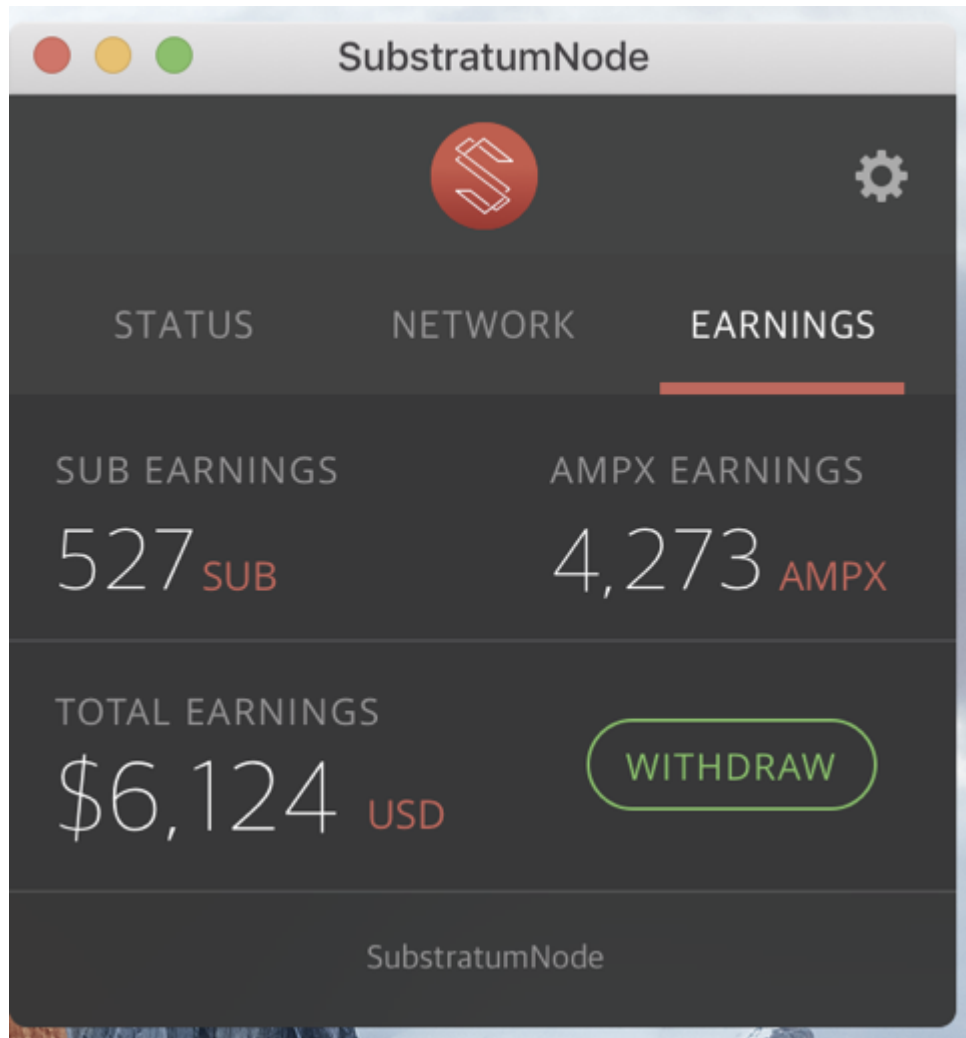 SubstratumNode
STATUS NETWORK EARNINGS
SUB EARNINGS AMPX EARNINGS
527 SUB 4,273 AMPX
TOTAL EARNINGS
$6,124 USD
WITHDRAW
SubstratumNode